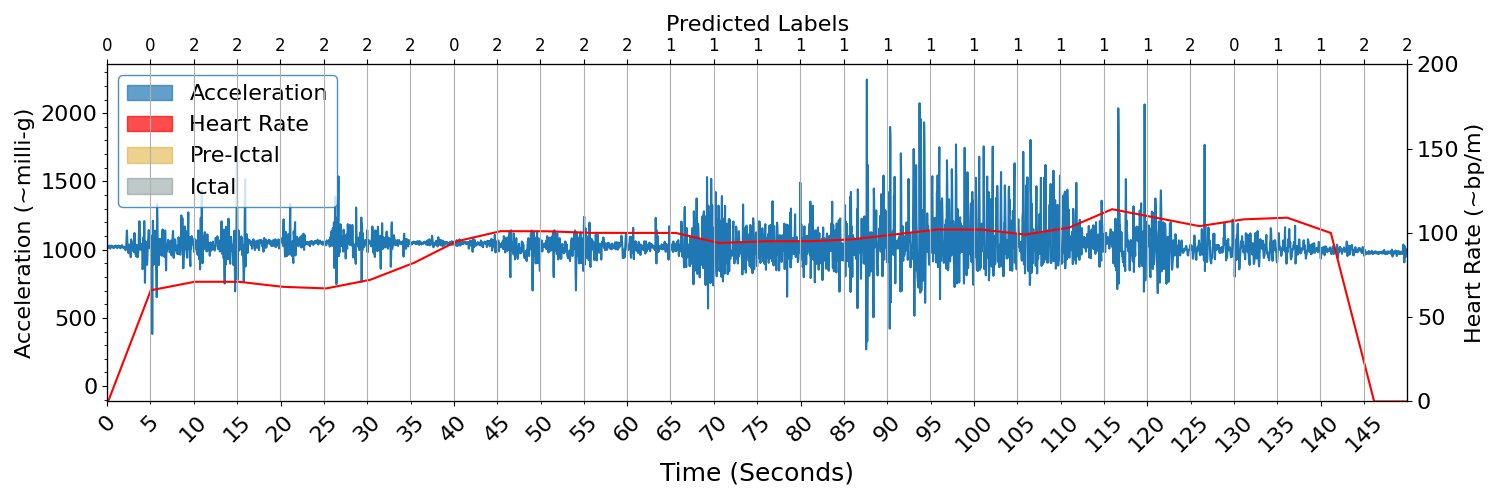 Predicted Labels
0 0 2 2 2 2 2 2 0 2 2 2 2 1 1 1 1 1 1 1 1 1 1 1 1 2 0 1 1 2 2
Acceleration
Heart Rate
Pre-Ictal
Ictal
Acceleration (~milli-g)
2000
1500
1000
500
0
200
150
100
50
0
Heart Rate (~bp/m)
0 5 10 15 20 25 30 35 40 45 50 55 60 65 70 75 80 85 90 95 100 105 110 115 120 125 130 135 140 145
Time (Seconds)